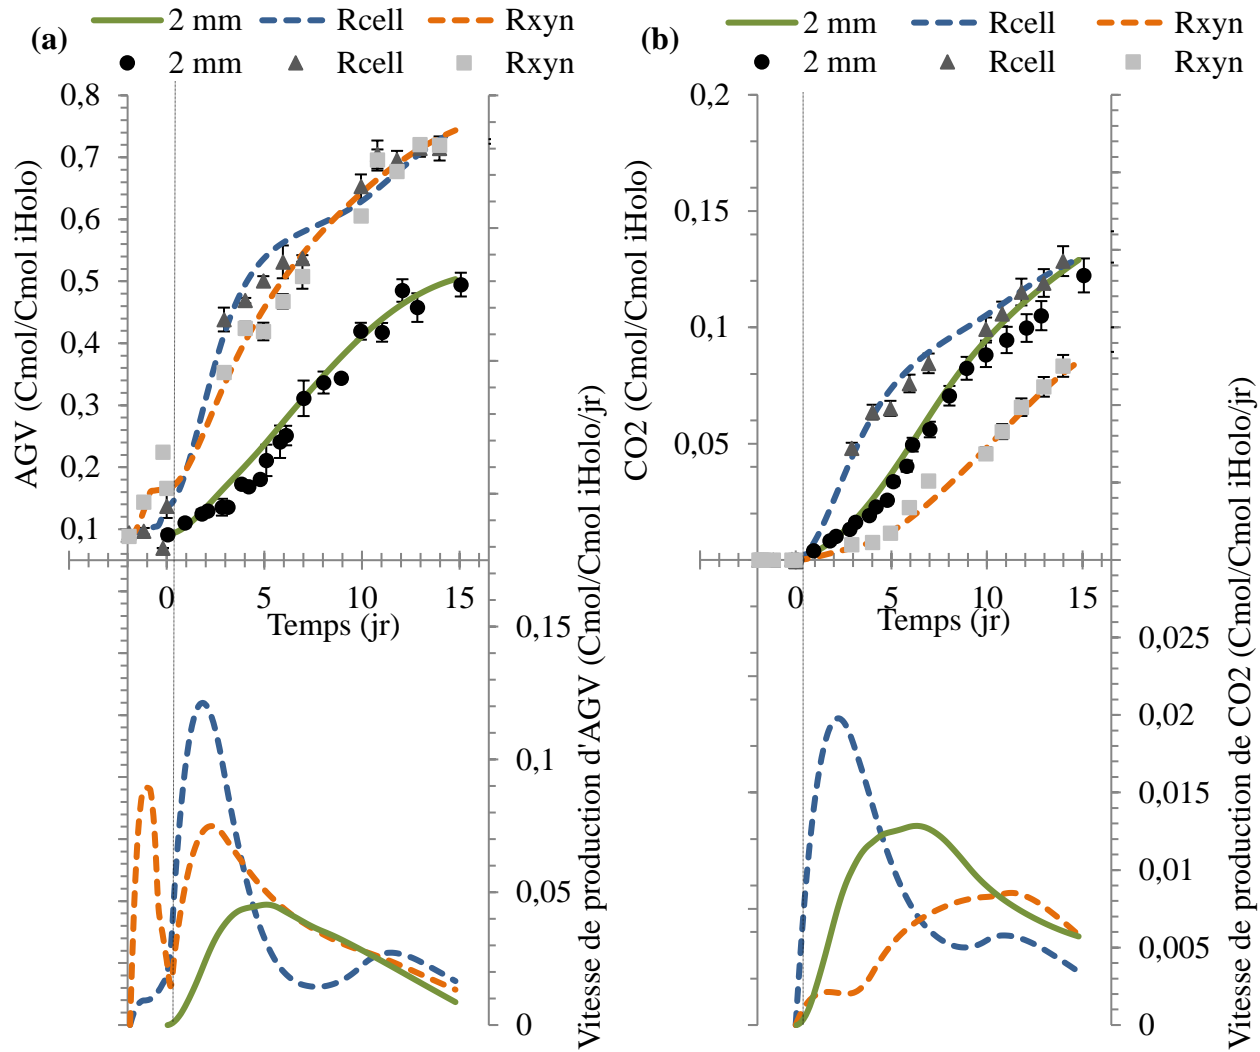 (a)
2 mm Rcell Rxyn
2 mm Rcell Rxyn
AGV (Cmol/Cmol iHolo)
0,8
0,7
0,6
0,5
0,4
0,3
0,2
0,1
0 5 10 15
Temps (jr)
0,15
0,1
0,05
0
Vitesse de production d'AGV (Cmol/Cmol iHolo/jr)
(b)
2 mm Rcell Rxyn
2 mm Rcell Rxyn
CO2 (Cmol/Cmol iHolo)
0,2
0,15
0,1
0,05
0 5 10 15
Temps (jr)
0,025
0,02
0,015
0,01
0,005
0
Vitesse de production de CO2 (Cmol/Cmol iHolo/jr)